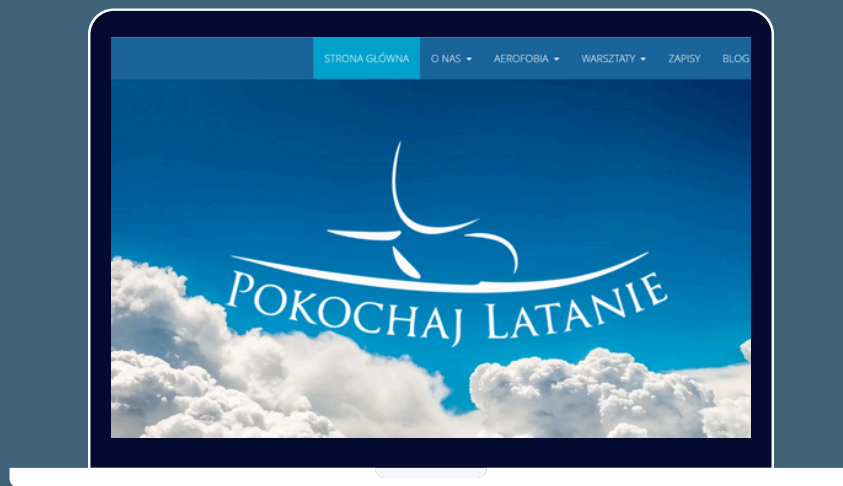 STRONA GŁÓWNA O NAS AEROFOBIA WARSZTATY ZAPISY BLOG
POKOCHAJ LATANIE